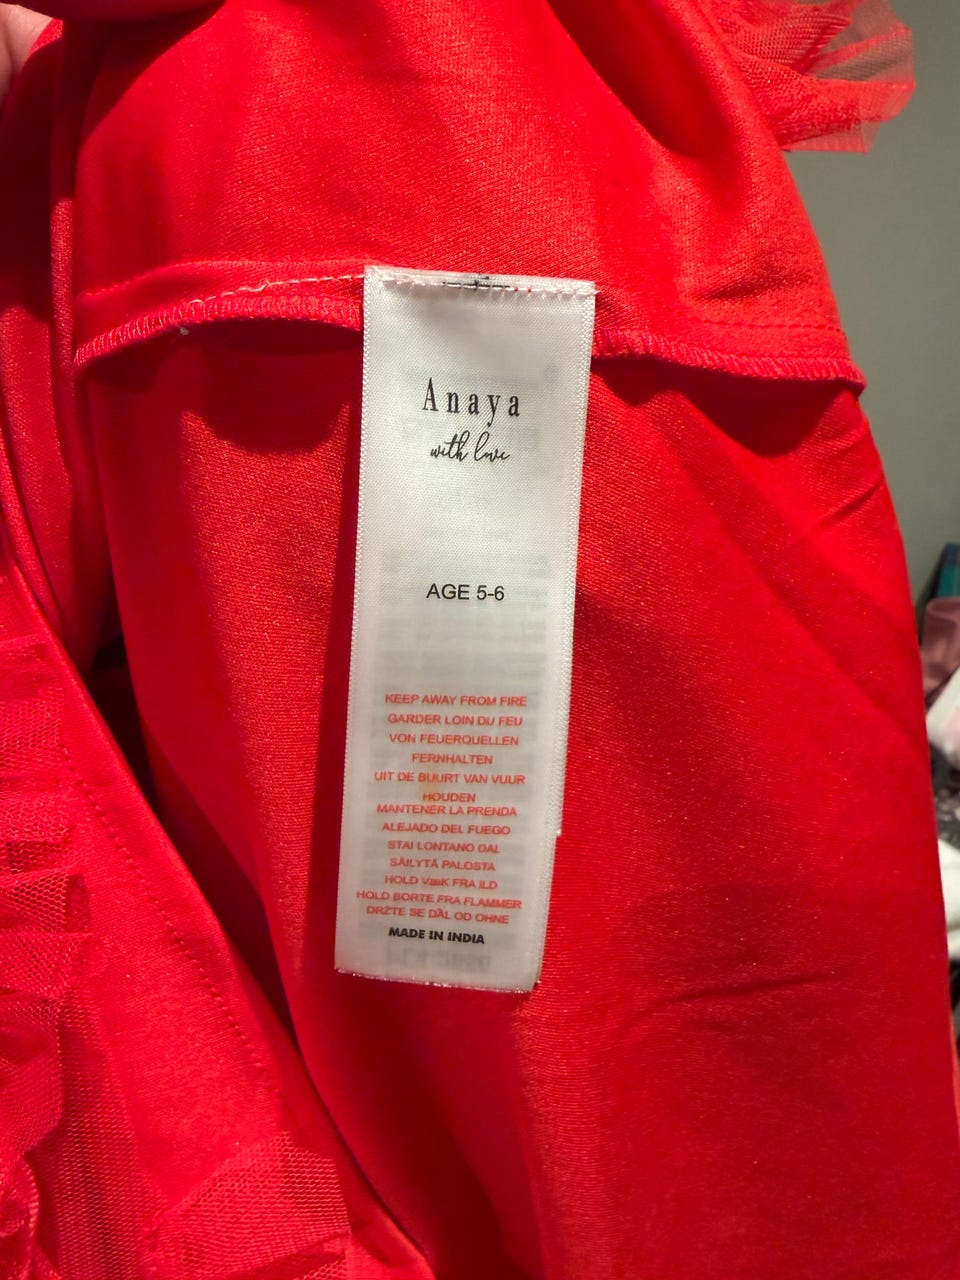 Anaya
with love
AGE 5-6
KEEP AWAY FROM FIRE
GARDER LOIN DU FEU
VON FEUERQUELLEN
FERNHALTEN
UIT DE BUURT VAN VUUR
HOUDEN
MANTENER LA PRENDA
ALEJADO DEL FUEGO
STAI LONTANO DAL
SÄILYTÄ PALOSTA
HOLD VæK FRA ILD
HOLD BORTE FRA FLAMMER
DRŽTE SE DÁL OD OHNE
MADE IN INDIA